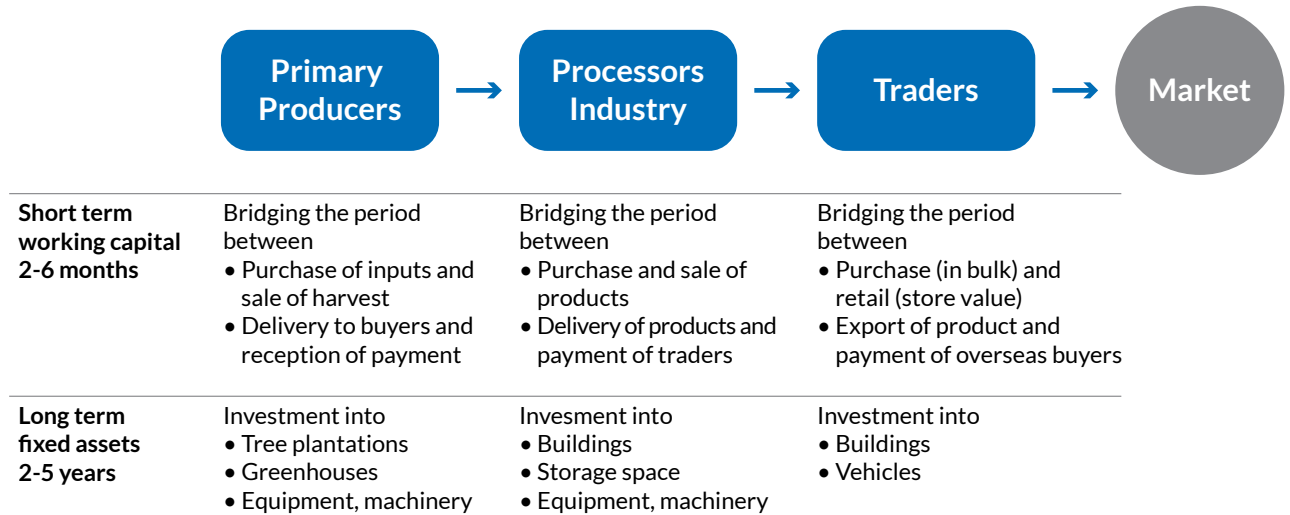 Primary
Producers
Processors
Industry
Traders
Market
Short term
working capital
2-6 months
Bridging the period
between
• Purchase of inputs and
sale of harvest
• Delivery to buyers and
reception of payment
Bridging the period
between
• Purchase and sale of
products
• Delivery of products and
payment of traders
Bridging the period
between
• Purchase (in bulk) and
retail (store value)
• Export of product and
payment of overseas buyers
Long term
fixed assets
2-5 years
Investment into
• Tree plantations
• Greenhouses
• Equipment, machinery
Invesment into
• Buildings
• Storage space
• Equipment, machinery
Investment into
• Buildings
• Vehicles